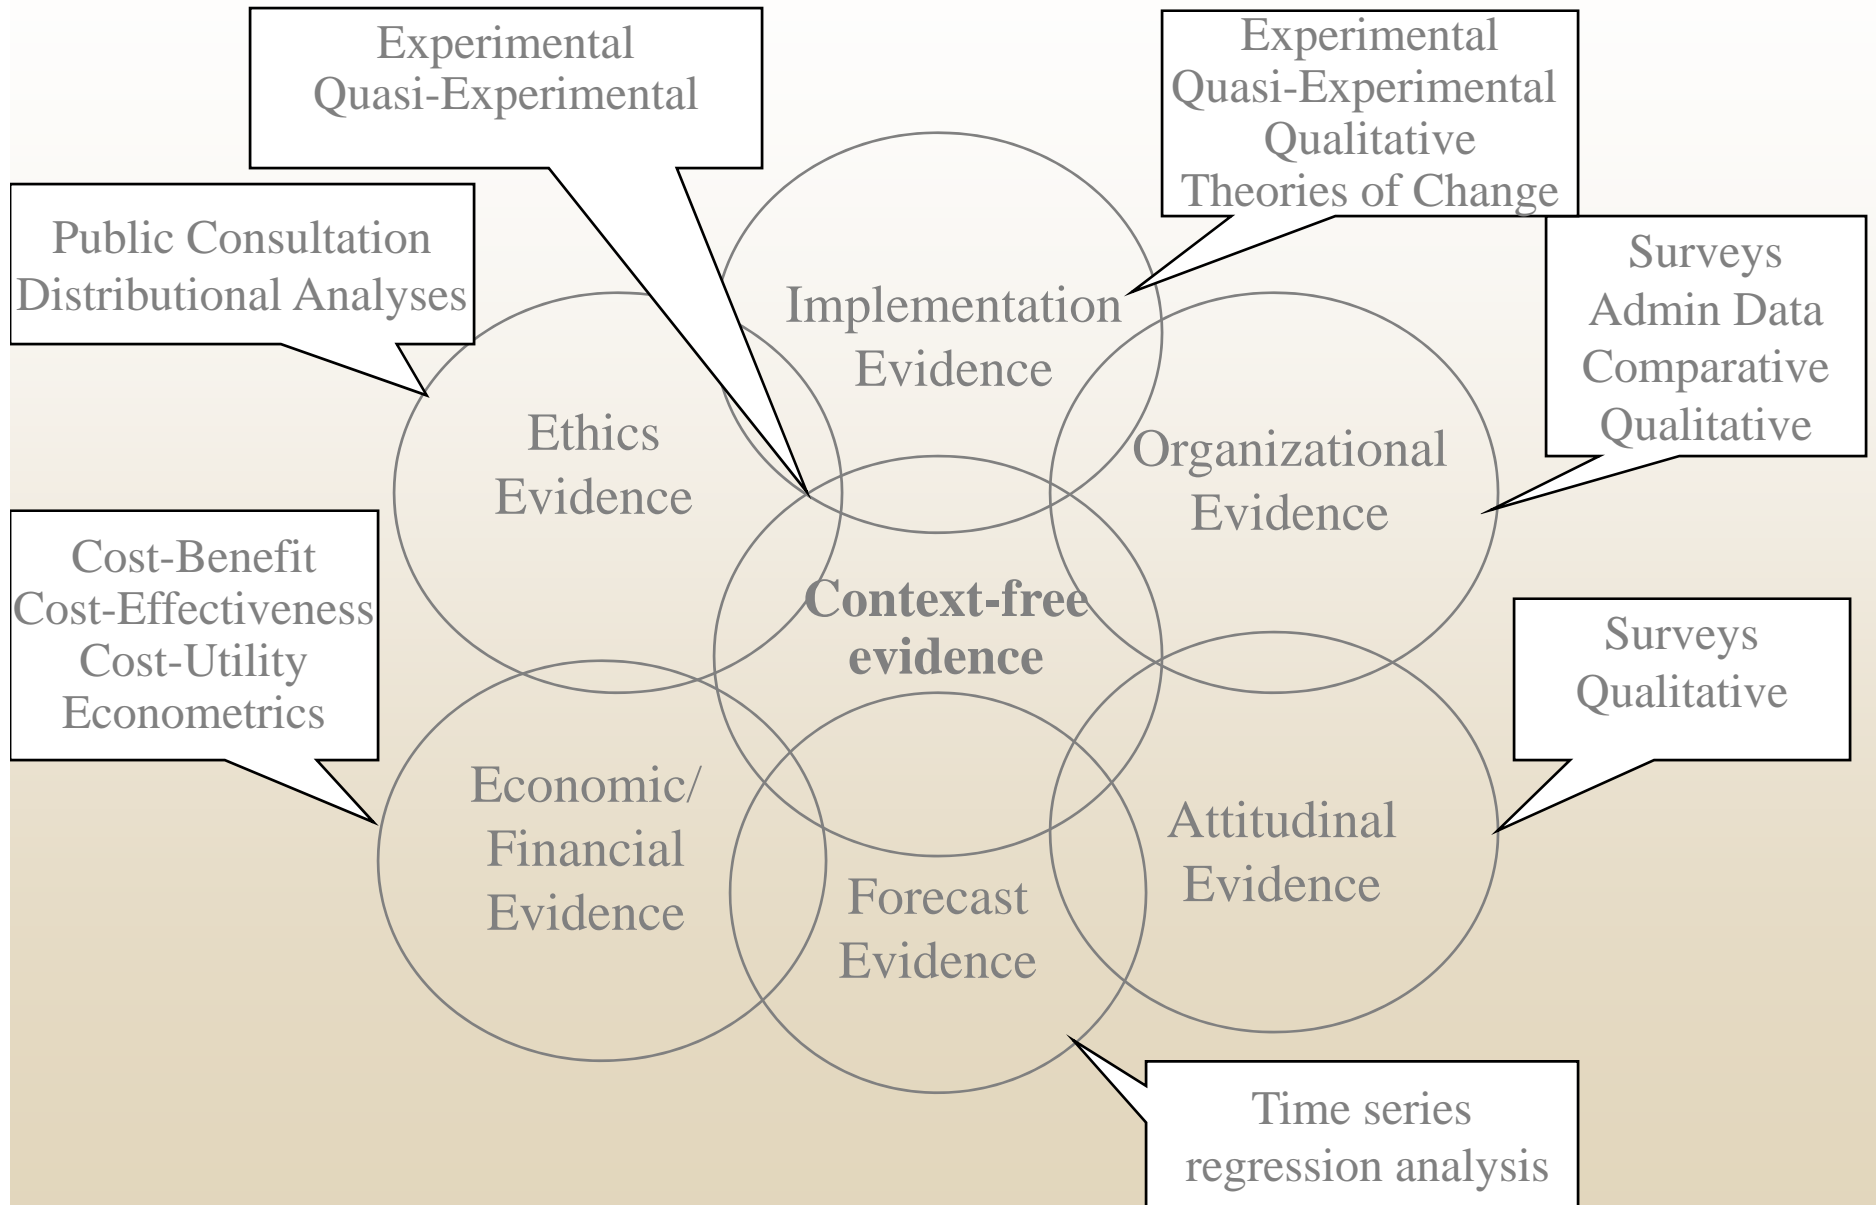 Experimental
Quasi-Experimental
Experimental
Quasi-Experimental
Qualitative
Theories of Change
Public Consultation
Distributional Analyses
Surveys
Admin Data
Comparative
Qualitative
Implementation
Evidence
Ethics
Evidence
Organizational
Evidence
Cost-Benefit
Cost-Effectiveness
Cost-Utility
Econometrics
Context-free
evidence
Surveys
Qualitative
Economic/
Financial
Evidence
Forecast
Evidence
Attitudinal
Evidence
Time series
regression analysis